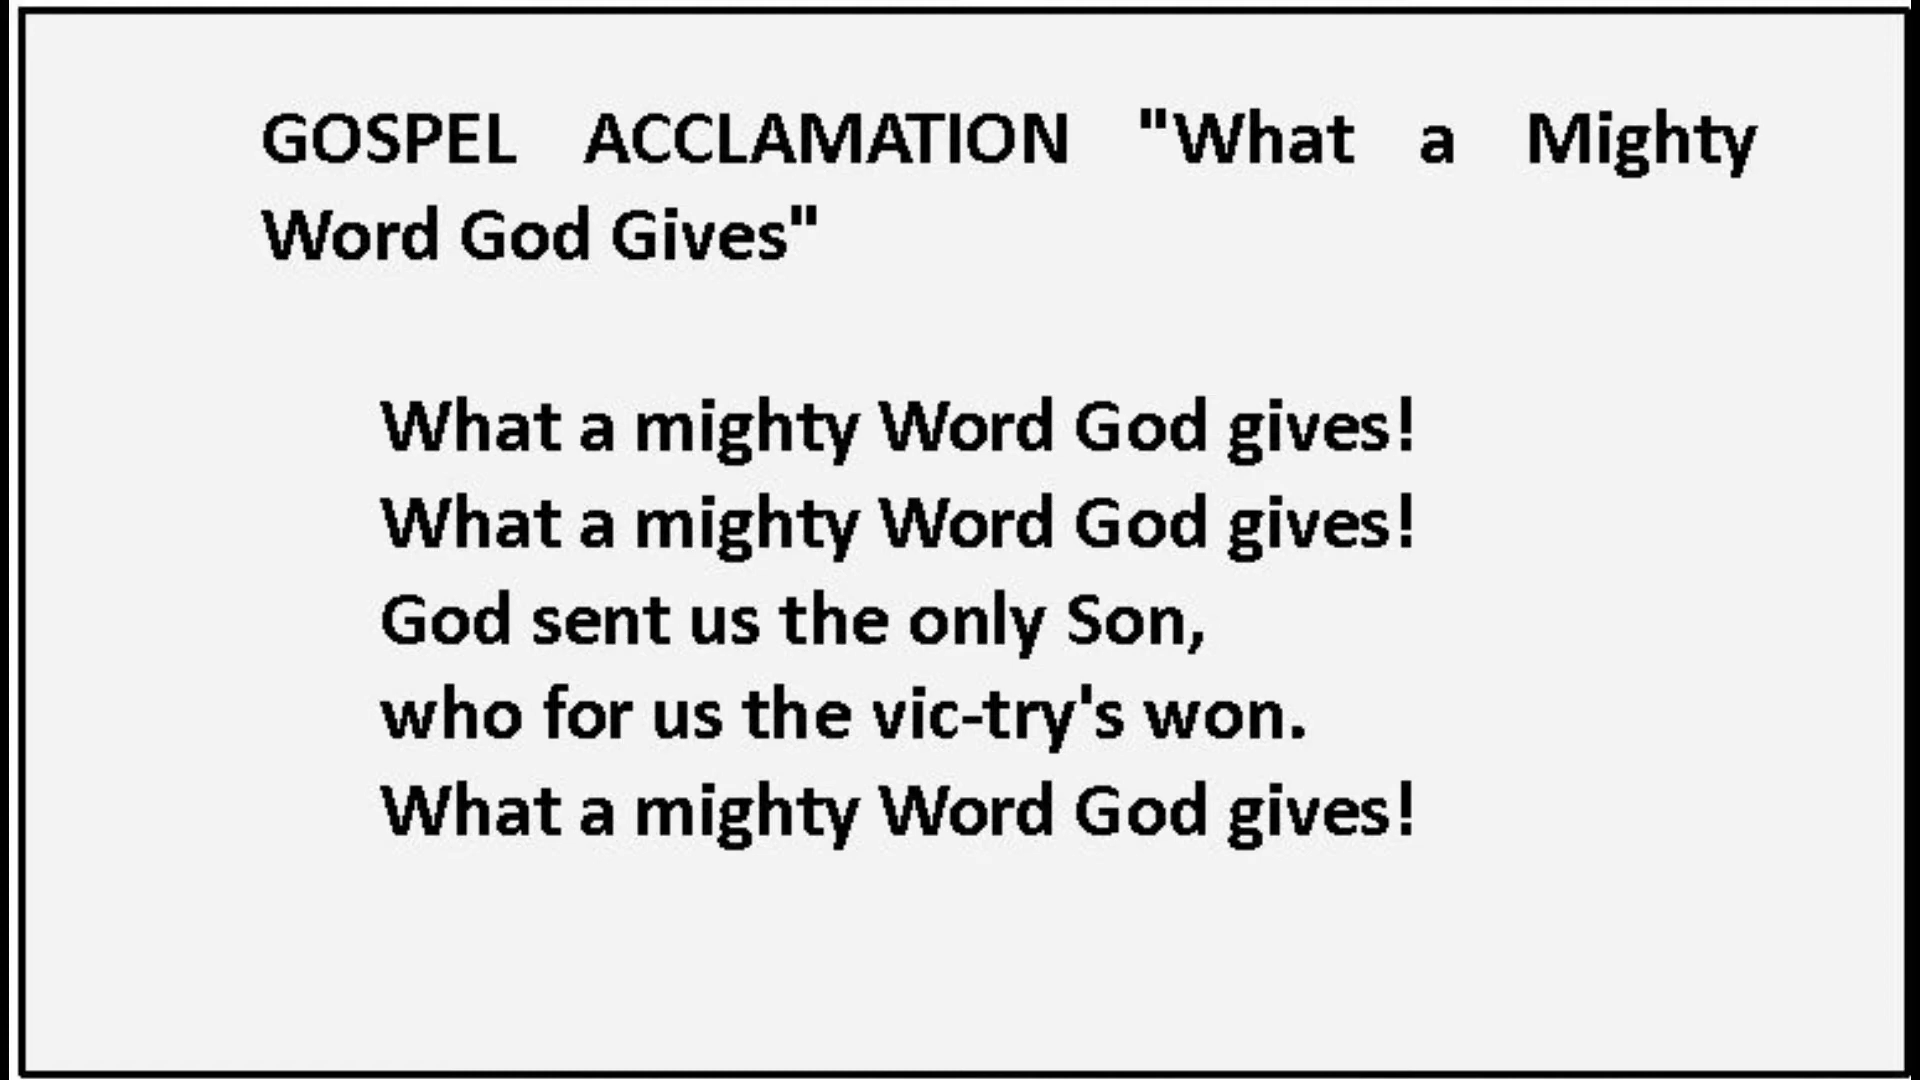 GOSPEL ACCLAMATION "What a Mighty
Word God Gives"
What a mighty Word God gives!
What a mighty Word God gives!
God sent us the only Son,
who for us the vic-try's won.
What a mighty Word God gives!